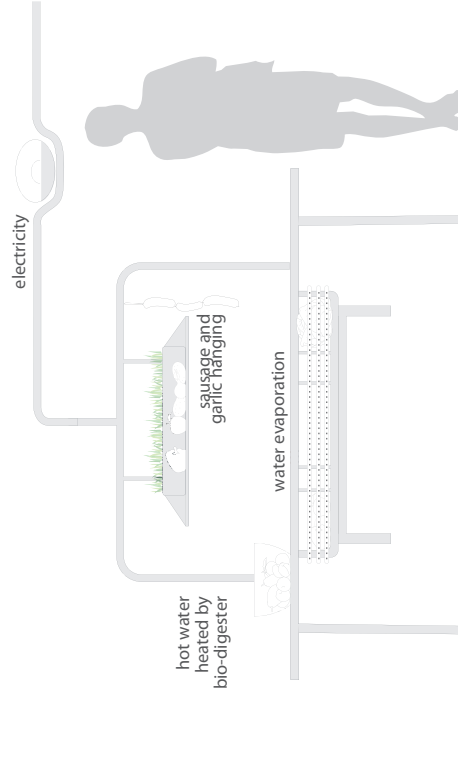 electricity
sausage and
garlic hanging
water evaporation
hot water
heated by
bio-digester